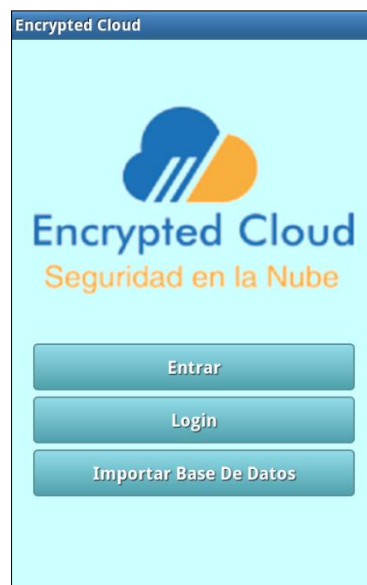 Encrypted Cloud
Encrypted Cloud
Seguridad en la Nube
Entrar
Login
Importar Base De Datos